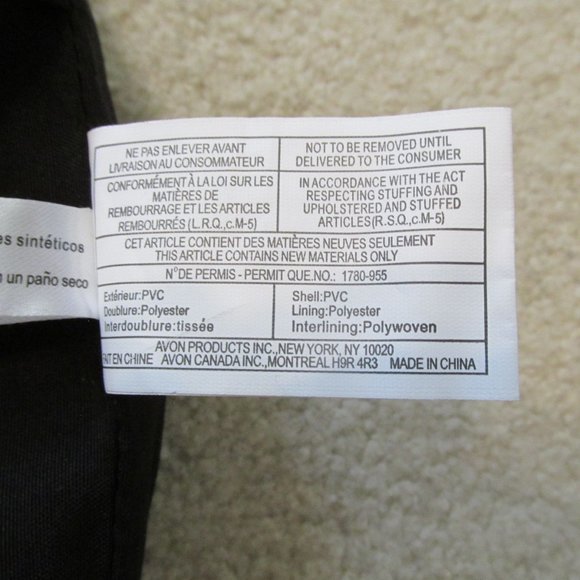 es sintéticos
un paño seco
NE PAS ENLEVER AVANT
LIVRAISON AU CONSOMMATEUR
NOT TO BE REMOVED UNTIL
DELIVERED TO THE CONSUMER
CONFORMÉMENT À LA LOI SUR LES
MATIÈRES DE
REMBOURRAGE ET LES ARTICLES
REMBOURRÉS (L.RQ.,c.M-5)
IN ACCORDANCE WITH THE ACT
RESPECTING STUFFING AND
UPHOLSTERED AND STUFFED
ARTICLES(R.S.Q.,c.M-5)
CET ARTICLE CONTIENT DES MATIÈRES NEUVES SEULEMENT
THIS ARTICLE CONTAINS NEW MATERIALS ONLY
N°DE PERMIS - PERMIT QUE.NO.: 1780-955
Extérieur:PVC
Doublure:Polyester
Interdoublure:tissée
Shell:PVC
Lining:Polyester
Interlining:Polywoven
AVON PRODUCTS INC.,NEW YORK, NY 10020
FAIT EN CHINE AVON CANADA INC.,MONTREAL H9R 4R3 MADE IN CHINA